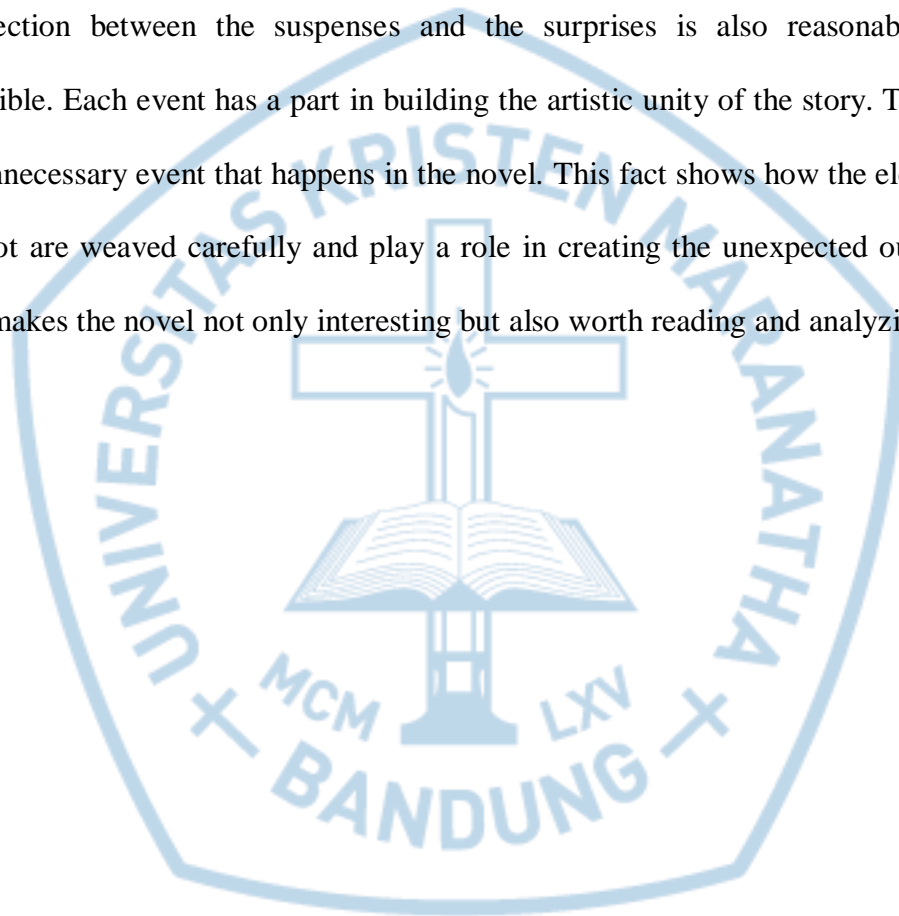 ection between the suspenses and the surprises is also reasonab
ible. Each event has a part in building the artistic unity of the story. T
nnecessary event that happens in the novel. This fact shows how the el
ot are weaved carefully and play a role in creating the unexpected ou
makes the novel not only interesting but also worth reading and analyzi
UNIVERSITAS KRISTEN MARANATHA
MCM LXV
BANDUNG